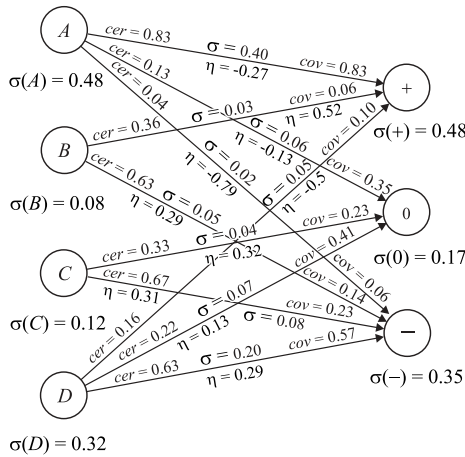 A
σ(A) = 0.48
B
σ(B) = 0.08
C
σ(C) = 0.12
D
σ(D) = 0.32
cer = 0.83 σ = 0.40 cov = 0.83
η = -0.27
cer = 0.13 σ = 0.06 cov = 0.35
η = -0.13
cer = 0.04 σ = 0.02 cov = 0.06
η = -0.79
cer = 0.36 σ = 0.03 cov = 0.06
η = 0.52
cer = 0.63 σ = 0.05 cov = 0.14
η = 0.29
cer = 0.33 σ = 0.04 cov = 0.23
η = 0.32
cer = 0.67 σ = 0.08 cov = 0.23
η = 0.31
cer = 0.16 σ = 0.05 cov = 0.10
η = -0.5
cer = 0.22 σ = 0.07 cov = 0.41
η = 0.13
cer = 0.63 σ = 0.20 cov = 0.57
η = 0.29
+
σ(+) = 0.48
0
σ(0) = 0.17
−
σ(−) = 0.35